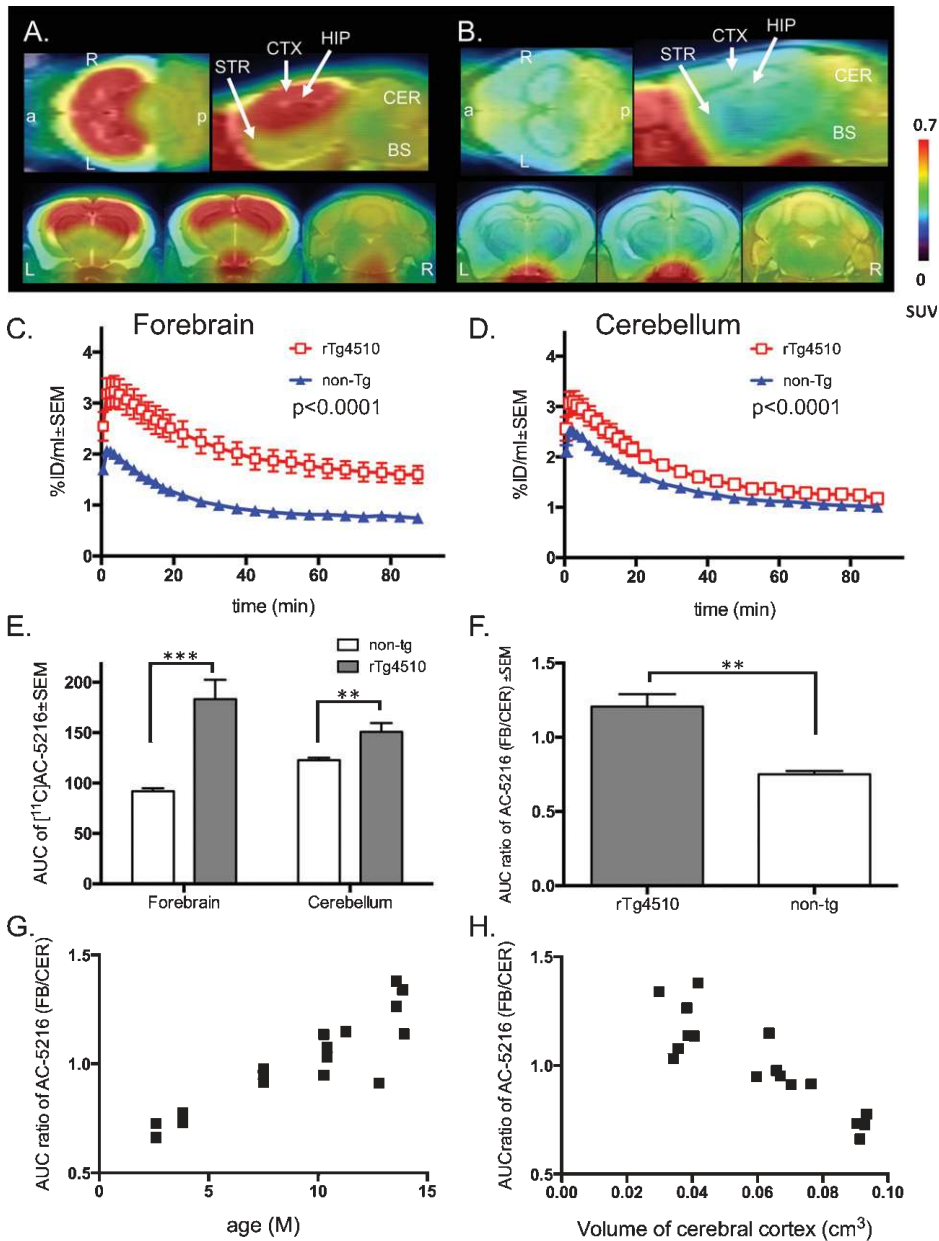 A.
R
a
p
L
STR
CTX
HIP
CER
BS
L
R
B.
R
a
p
L
STR
CTX
HIP
CER
BS
L
R
0.7
0
SUV
C.
Forebrain
%ID/ml±SEM
4
3
2
1
0
rTg4510
non-Tg
p<0.0001
0 20 40 60 80
time (min)
D.
Cerebellum
%ID/ml±SEM
4
3
2
1
0
rTg4510
non-Tg
p<0.0001
0 20 40 60 80
time (min)
E.
AUC of [¹¹C]AC-5216±SEM
200
150
100
50
0
non-tg
rTg4510
***
**
Forebrain Cerebellum
F.
AUC ratio of AC-5216 (FB/CER) ±SEM
1.5
1.0
0.5
0.0
**
rTg4510 non-tg
G.
AUC ratio of AC-5216 (FB/CER)
1.5
1.0
0.5
0 5 10 15
age (M)
H.
AUCratio of AC-5216 (FB/CER)
1.5
1.0
0.5
0.00 0.02 0.04 0.06 0.08 0.10
Volume of cerebral cortex (cm³)